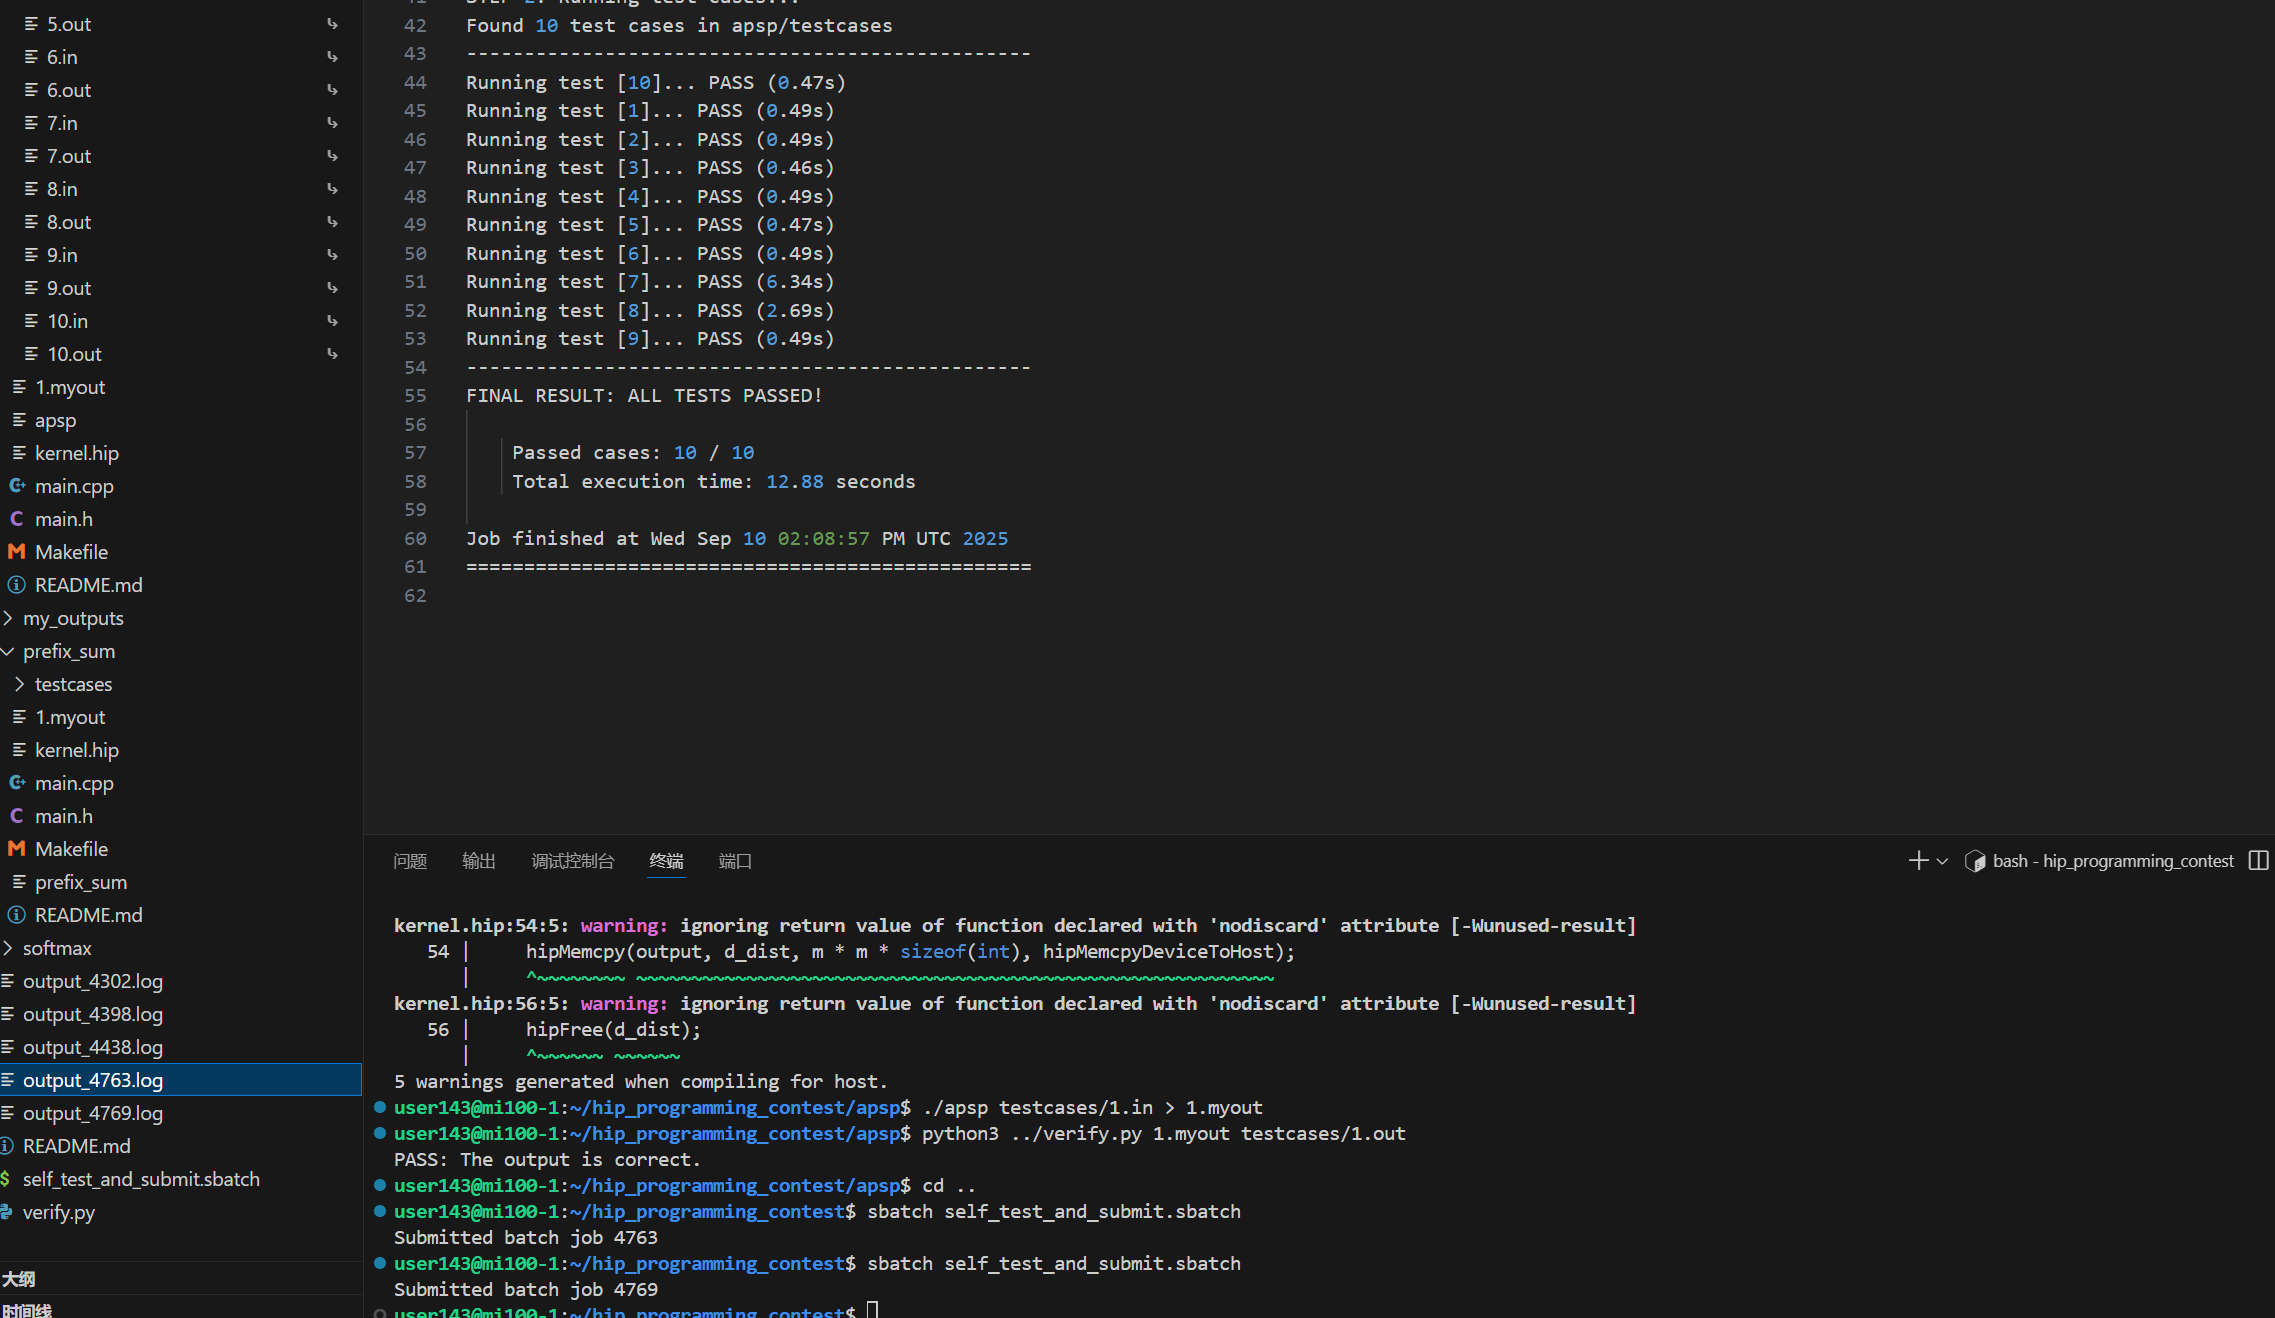 5.out
6.in
6.out
7.in
7.out
8.in
8.out
9.in
9.out
10.in
10.out
1.myout
apsp
kernel.hip
main.cpp
main.h
Makefile
README.md
my_outputs
prefix_sum
testcases
1.myout
kernel.hip
main.cpp
main.h
Makefile
prefix_sum
README.md
softmax
output_4302.log
output_4398.log
output_4438.log
output_4763.log
output_4769.log
README.md
self_test_and_submit.sbatch
verify.py
大纲
时间线
42 Found 10 test cases in apsp/testcases
43 -------------------------------------------------
44 Running test [10]... PASS (0.47s)
45 Running test [1]... PASS (0.49s)
46 Running test [2]... PASS (0.49s)
47 Running test [3]... PASS (0.46s)
48 Running test [4]... PASS (0.49s)
49 Running test [5]... PASS (0.47s)
50 Running test [6]... PASS (0.49s)
51 Running test [7]... PASS (6.34s)
52 Running test [8]... PASS (2.69s)
53 Running test [9]... PASS (0.49s)
54 -------------------------------------------------
55 FINAL RESULT: ALL TESTS PASSED!
56
57 Passed cases: 10 / 10
58 Total execution time: 12.88 seconds
59
60 Job finished at Wed Sep 10 02:08:57 PM UTC 2025
61 =================================================
62
问题 输出 调试控制台 终端 端口
bash - hip_programming_contest
kernel.hip:54:5: warning: ignoring return value of function declared with 'nodiscard' attribute [-Wunused-result]
54 | hipMemcpy(output, d_dist, m * m * sizeof(int), hipMemcpyDeviceToHost);
| ^~~~~~~~~ ~~~~~~~~~~~~~~~~~~~~~~~~~~~~~~~~~~~~~~~~~~~~~~~~~~~~~~~~~~
kernel.hip:56:5: warning: ignoring return value of function declared with 'nodiscard' attribute [-Wunused-result]
56 | hipFree(d_dist);
| ^~~~~~~ ~~~~~~
5 warnings generated when compiling for host.
user143@mi100-1:~/hip_programming_contest/apsp$ ./apsp testcases/1.in > 1.myout
user143@mi100-1:~/hip_programming_contest/apsp$ python3 ../verify.py 1.myout testcases/1.out
PASS: The output is correct.
user143@mi100-1:~/hip_programming_contest/apsp$ cd ..
user143@mi100-1:~/hip_programming_contest$ sbatch self_test_and_submit.sbatch
Submitted batch job 4763
user143@mi100-1:~/hip_programming_contest$ sbatch self_test_and_submit.sbatch
Submitted batch job 4769
user143@mi100-1:~/hip_programming_contest$